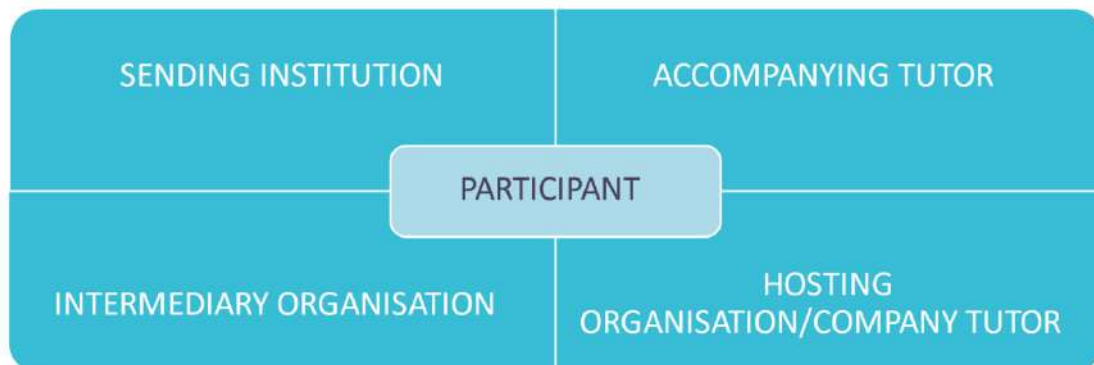 SENDING INSTITUTION
ACCOMPANYING TUTOR
PARTICIPANT
INTERMEDIARY ORGANISATION
HOSTING
ORGANISATION/COMPANY TUTOR